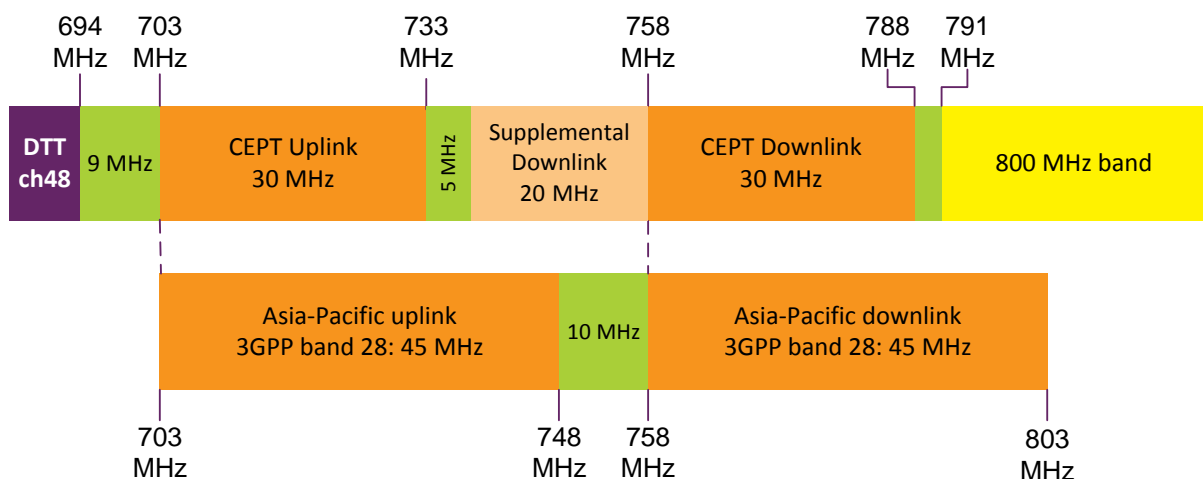 694
MHz
703
MHz
733
MHz
758
MHz
788
MHz
791
MHz
DTT
ch48
9 MHz
CEPT Uplink
30 MHz
5 MHz
Supplemental
Downlink
20 MHz
CEPT Downlink
30 MHz
800 MHz band
Asia-Pacific uplink
3GPP band 28: 45 MHz
10 MHz
Asia-Pacific downlink
3GPP band 28: 45 MHz
703
MHz
748
MHz
758
MHz
803
MHz